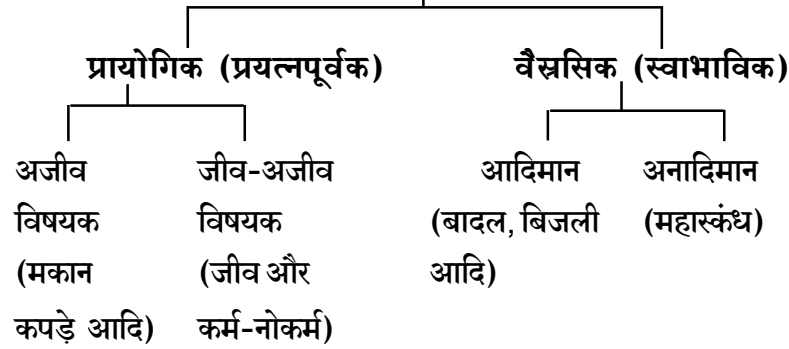 प्रायोगिक (प्रयत्नपूर्वक) वैस्रसिक (स्वाभाविक)
अजीव जीव-अजीव आदिमान अनादिमान
विषयक विषयक (बादल, बिजली (महास्कंध)
(मकान (जीव और आदि)
कपड़े आदि) कर्म-नोकर्म)